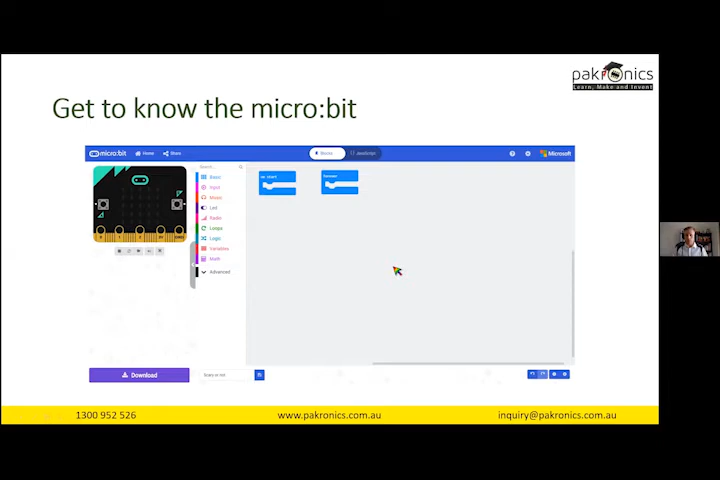 pakronics
Learn, Make and Invent
Get to know the micro:bit
micro:bit Home Share Blocks JavaScript Microsoft
Search...
Basic
Input
Music
Led
Radio
Loops
Logic
Variables
Math
Advanced
on start
forever
Download
1300 952 526
www.pakronics.com.au
inquiry@pakronics.com.au